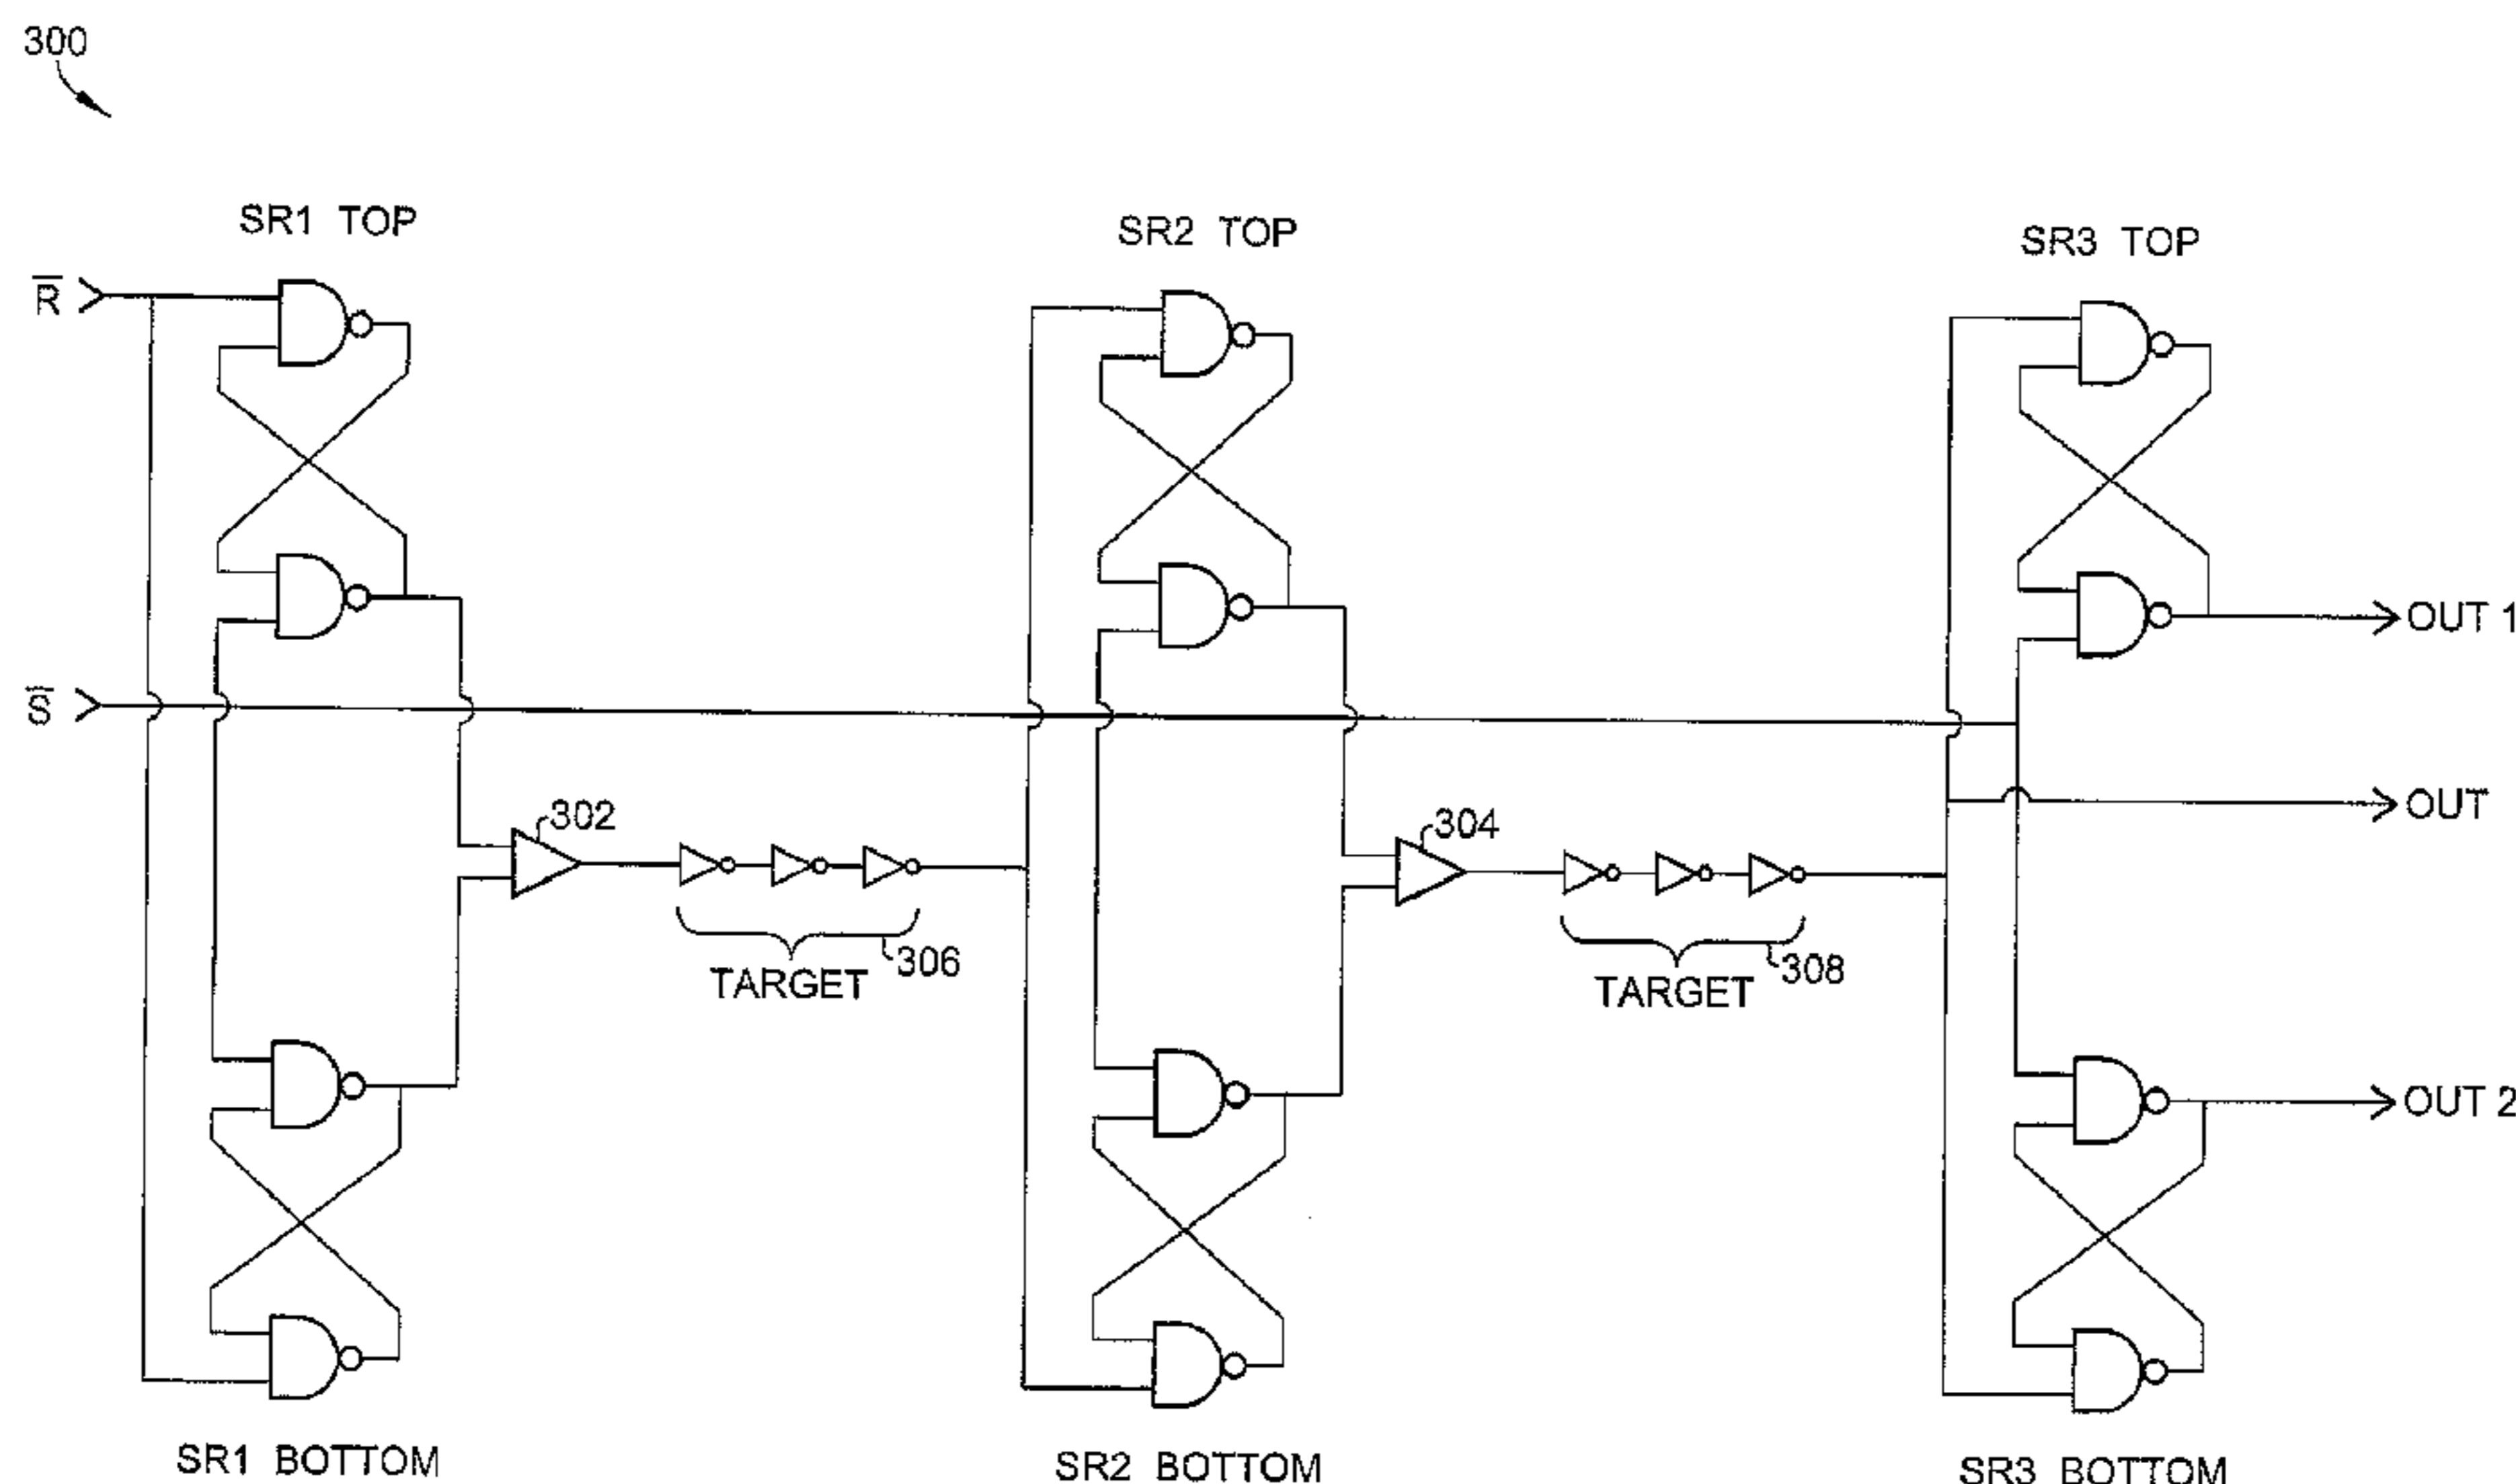 300
SR1 TOP
SR2 TOP
SR3 TOP
R̅
S̅
OUT 1
OUT
OUT 2
302
304
306
TARGET
308
TARGET
SR1 BOTTOM
SR2 BOTTOM
SR3 BOTTOM